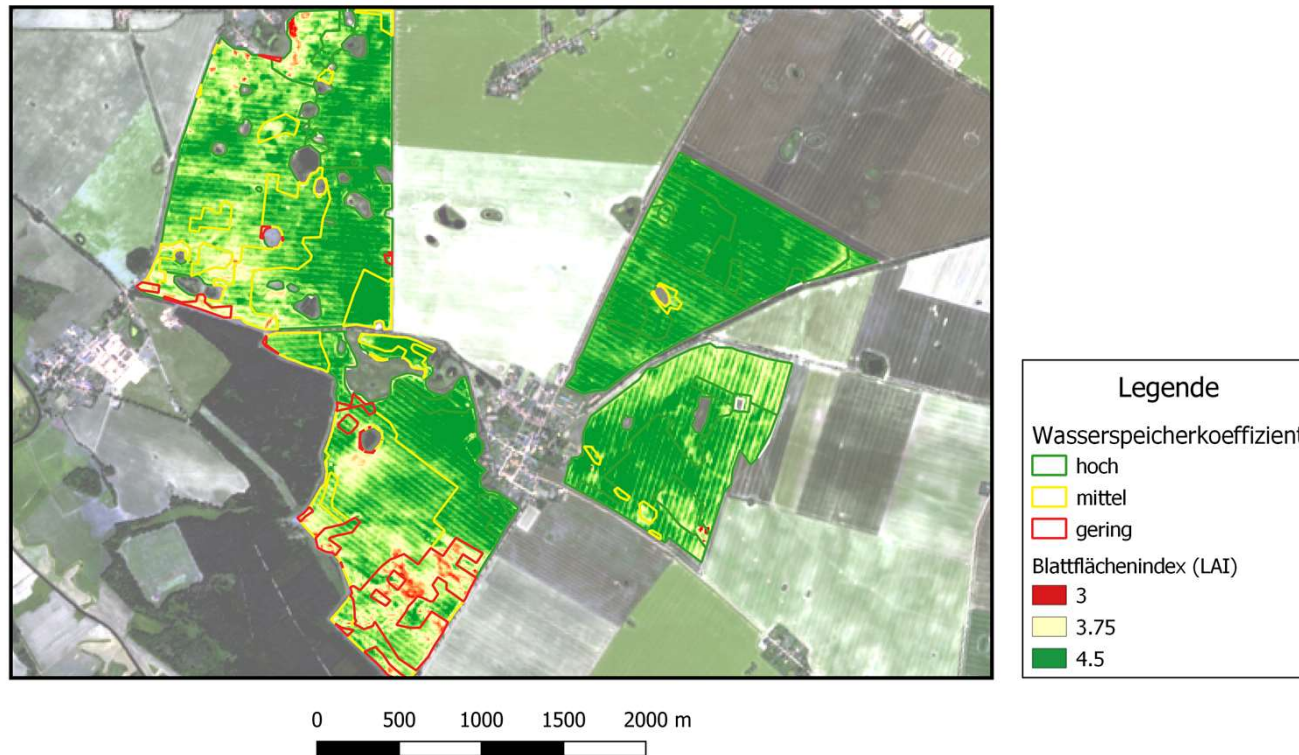 Legende
Wasserspeicherkoeffizient
hoch
mittel
gering
Blattflächenindex (LAI)
3
3.75
4.5
0 500 1000 1500 2000 m